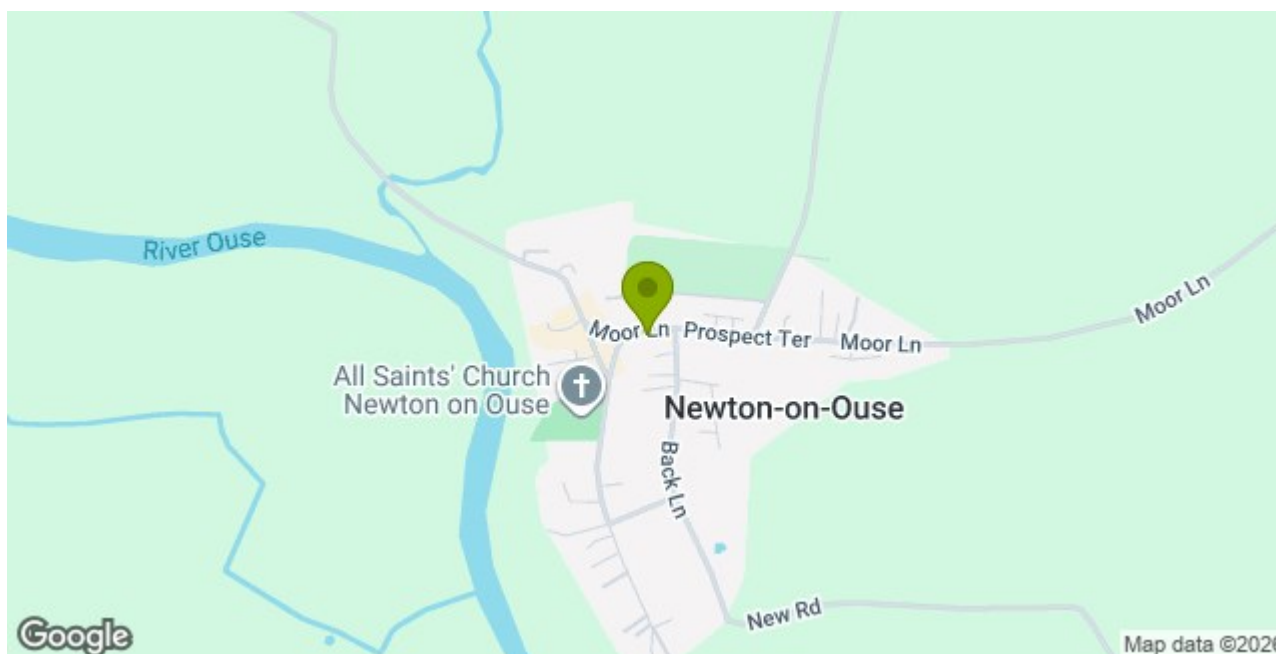 River Ouse
Moor Ln
Moor Ln
Prospect Ter
Moor Ln
All Saints' Church
Newton on Ouse
Newton-on-Ouse
Back Ln
New Rd
Google
Map data ©2026